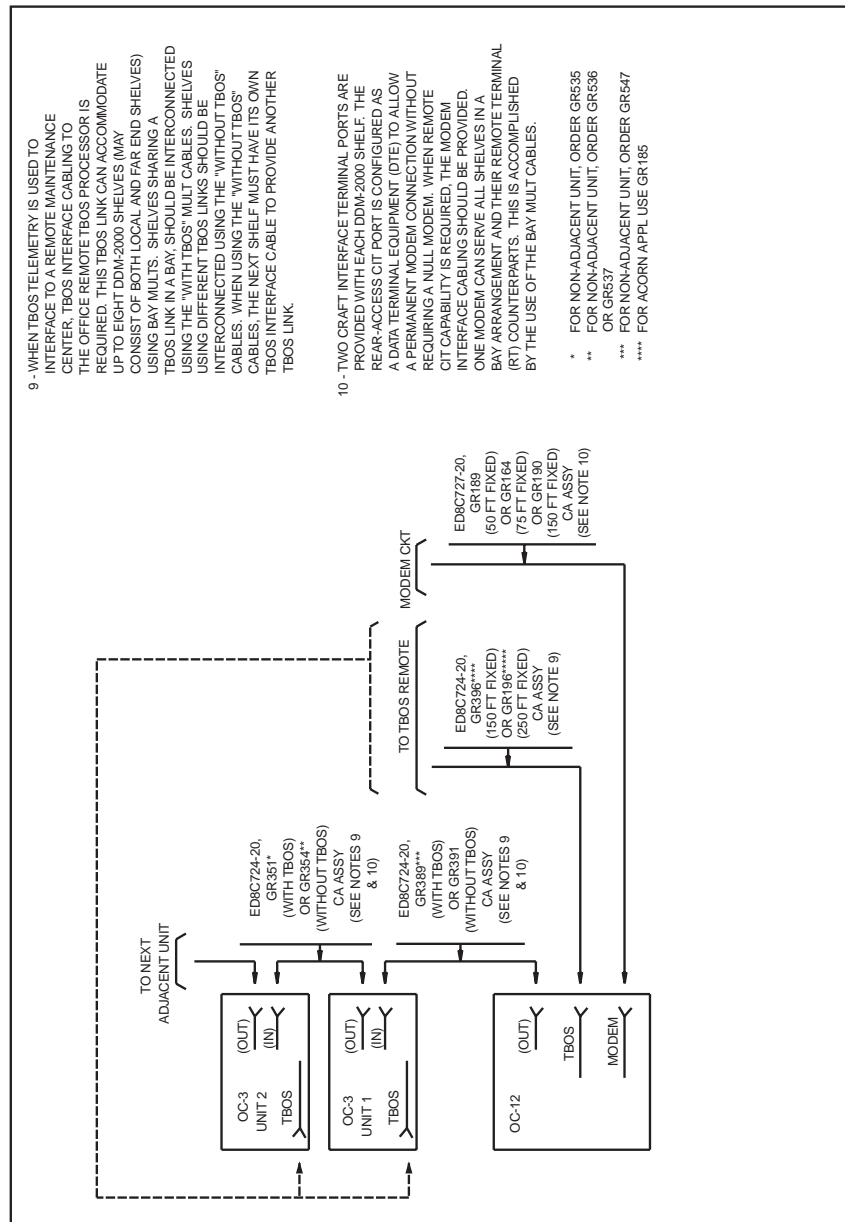 TO NEXT
ADJACENT UNIT
OC-3
UNIT 2
(OUT)
(IN)
TBOS
ED8C724-20,
GR351*
(WITH TBOS)
OR GR354**
(WITHOUT TBOS)
CA ASSY
(SEE NOTES 9
& 10)
OC-3
UNIT 1
(OUT)
(IN)
TBOS
ED8C724-20,
GR389***
(WITH TBOS)
OR GR391
(WITHOUT TBOS)
CA ASSY
(SEE NOTES 9
& 10)
OC-12
(OUT)
TBOS
MODEM
TO TBOS REMOTE
ED8C724-20,
GR396****
(150 FT FIXED)
OR GR196*****
(250 FT FIXED)
CA ASSY
(SEE NOTE 9)
MODEM CKT
ED8C727-20,
GR189
(50 FT FIXED)
OR GR164
(75 FT FIXED)
OR GR190
(150 FT FIXED)
CA ASSY
(SEE NOTE 10)
9 - WHEN TBOS TELEMETRY IS USED TO
INTERFACE TO A REMOTE MAINTENANCE
CENTER, TBOS INTERFACE CABLING TO
THE OFFICE REMOTE TBOS PROCESSOR IS
REQUIRED. THIS TBOS LINK CAN ACCOMMODATE
UP TO EIGHT DDM-2000 SHELVES (MAY
CONSIST OF BOTH LOCAL AND FAR END SHELVES)
USING BAY MULTS. SHELVES SHARING A
TBOS LINK IN A BAY, SHOULD BE INTERCONNECTED
USING THE "WITH TBOS" MULT CABLES. SHELVES
USING DIFFERENT TBOS LINKS SHOULD BE
INTERCONNECTED USING THE "WITHOUT TBOS"
CABLES. WHEN USING THE "WITHOUT TBOS"
CABLES, THE NEXT SHELF MUST HAVE ITS OWN
TBOS INTERFACE CABLE TO PROVIDE ANOTHER
TBOS LINK.
10 - TWO CRAFT INTERFACE TERMINAL PORTS ARE
PROVIDED WITH EACH DDM-2000 SHELF. THE
REAR-ACCESS CIT PORT IS CONFIGURED AS
A DATA TERMINAL EQUIPMENT (DTE) TO ALLOW
A PERMANENT MODEM CONNECTION WITHOUT
REQUIRING A NULL MODEM. WHEN REMOTE
CIT CAPABILITY IS REQUIRED, THE MODEM
INTERFACE CABLING SHOULD BE PROVIDED.
ONE MODEM CAN SERVE ALL SHELVES IN A
BAY ARRANGEMENT AND THEIR REMOTE TERMINAL
(RT) COUNTERPARTS. THIS IS ACCOMPLISHED
BY THE USE OF THE BAY MULT CABLES.
* FOR NON-ADJACENT UNIT, ORDER GR535
** FOR NON-ADJACENT UNIT, ORDER GR536
OR GR537
*** FOR NON-ADJACENT UNIT, ORDER GR547
**** FOR ACORN APPL USE GR185